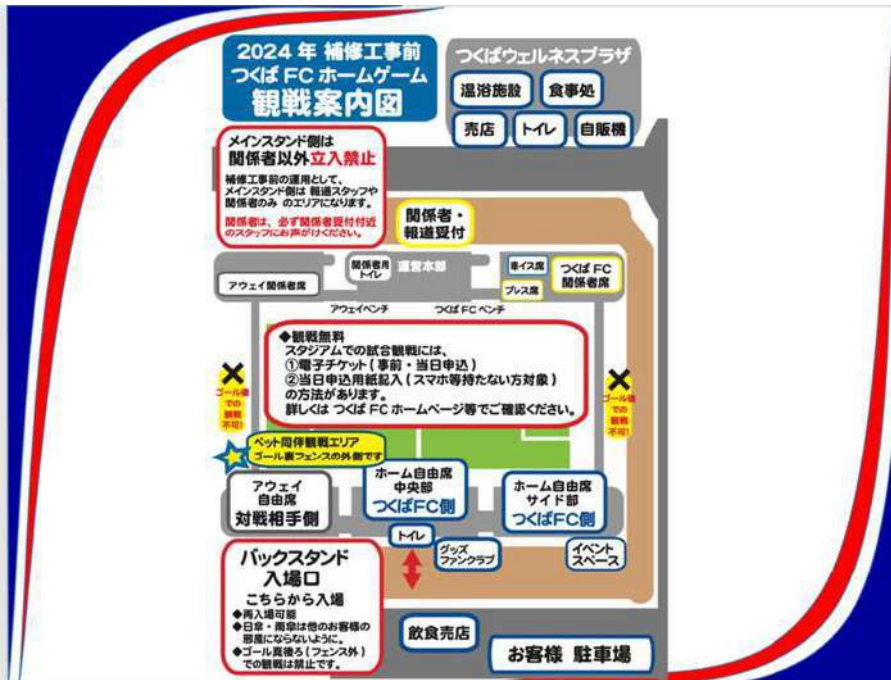 2024年 補修工事前
つくばFCホームゲーム
観戦案内図
つくばウェルネスプラザ
温浴施設
食事処
売店
トイレ
自販機
メインスタンド側は
関係者以外立入禁止
補修工事前の運用として、
メインスタンド側は 報道スタッフや
関係者のみ のエリアになります。
関係者は、必ず関係者受付付近
のスタッフにお声がけください。
関係者・
報道受付
アウェイ関係者席
関係者用
トイレ
運営本部
車イス席
プレス席
つくばFC
関係者席
アウェイベンチ
つくばFCベンチ
◆観戦無料
スタジアムでの試合観戦には、
①電子チケット(事前・当日申込)
②当日申込用紙記入(スマホ等持たない方対象)
の方法があります。
詳しくは つくばFCホームページ等でご確認ください。
ゴール後
での
観戦
不可!
ゴール後
での
観戦
不可!
ペット同伴観戦エリア
ゴール裏フェンスの外側です
アウェイ
自由席
対戦相手側
ホーム自由席
中央部
つくばFC側
ホーム自由席
サイド部
つくばFC側
トイレ
グッズ
ファンクラブ
イベント
スペース
バックスタンド
入場口
こちらから入場
◆再入場可能
◆日傘・雨傘は他のお客様の
邪魔にならないように。
◆ゴール真後ろ(フェンス外)
での観戦は禁止です。
飲食売店
お客様 駐車場